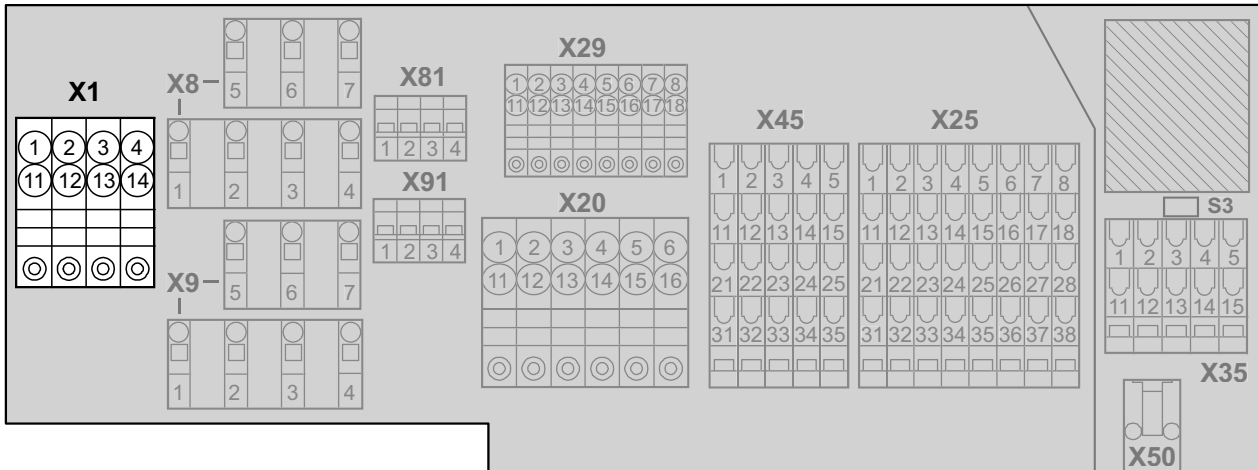 X1
1 2 3 4
11 12 13 14
X8
5 6 7
1 2 3 4
X9
5 6 7
1 2 3 4
X81
1 2 3 4
X91
1 2 3 4
X29
1 2 3 4 5 6 7 8
11 12 13 14 15 16 17 18
X20
1 2 3 4 5 6
11 12 13 14 15 16
X45
1 2 3 4 5
11 12 13 14 15
21 22 23 24 25
31 32 33 34 35
X25
1 2 3 4 5 6 7 8
11 12 13 14 15 16 17 18
21 22 23 24 25 26 27 28
31 32 33 34 35 36 37 38
S3
1 2 3 4 5
11 12 13 14 15
X35
X50